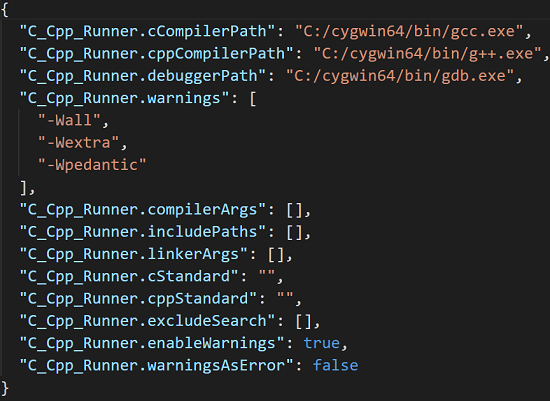 {
"C_Cpp_Runner.cCompilerPath": "C:/cygwin64/bin/gcc.exe",
"C_Cpp_Runner.cppCompilerPath": "C:/cygwin64/bin/g++.exe",
"C_Cpp_Runner.debuggerPath": "C:/cygwin64/bin/gdb.exe",
"C_Cpp_Runner.warnings": [
"-Wall",
"-Wextra",
"-Wpedantic"
],
"C_Cpp_Runner.compilerArgs": [],
"C_Cpp_Runner.includePaths": [],
"C_Cpp_Runner.linkerArgs": [],
"C_Cpp_Runner.cStandard": "",
"C_Cpp_Runner.cppStandard": "",
"C_Cpp_Runner.excludeSearch": [],
"C_Cpp_Runner.enableWarnings": true,
"C_Cpp_Runner.warningsAsError": false
}